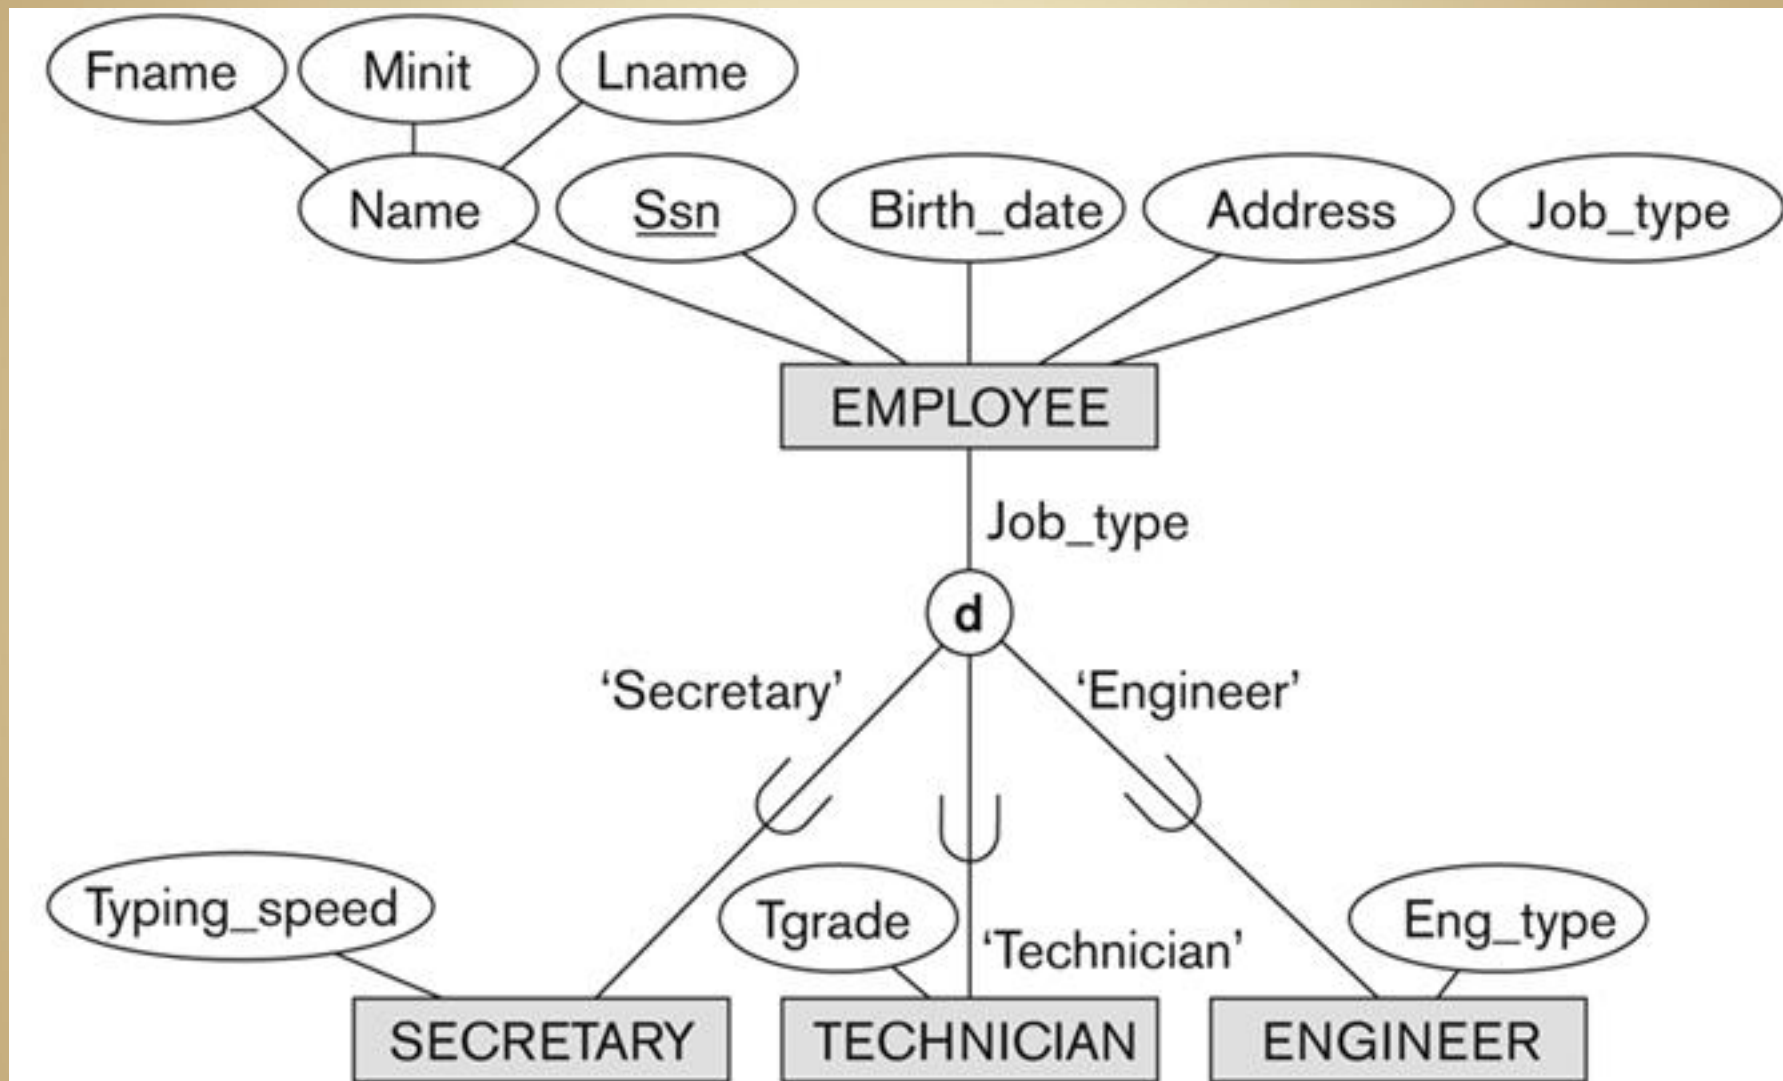 Fname
Minit
Lname
Name
Ssn
Birth_date
Address
Job_type
EMPLOYEE
Job_type
d
‘Secretary’
‘Engineer’
Typing_speed
Tgrade
‘Technician’
Eng_type
SECRETARY
TECHNICIAN
ENGINEER